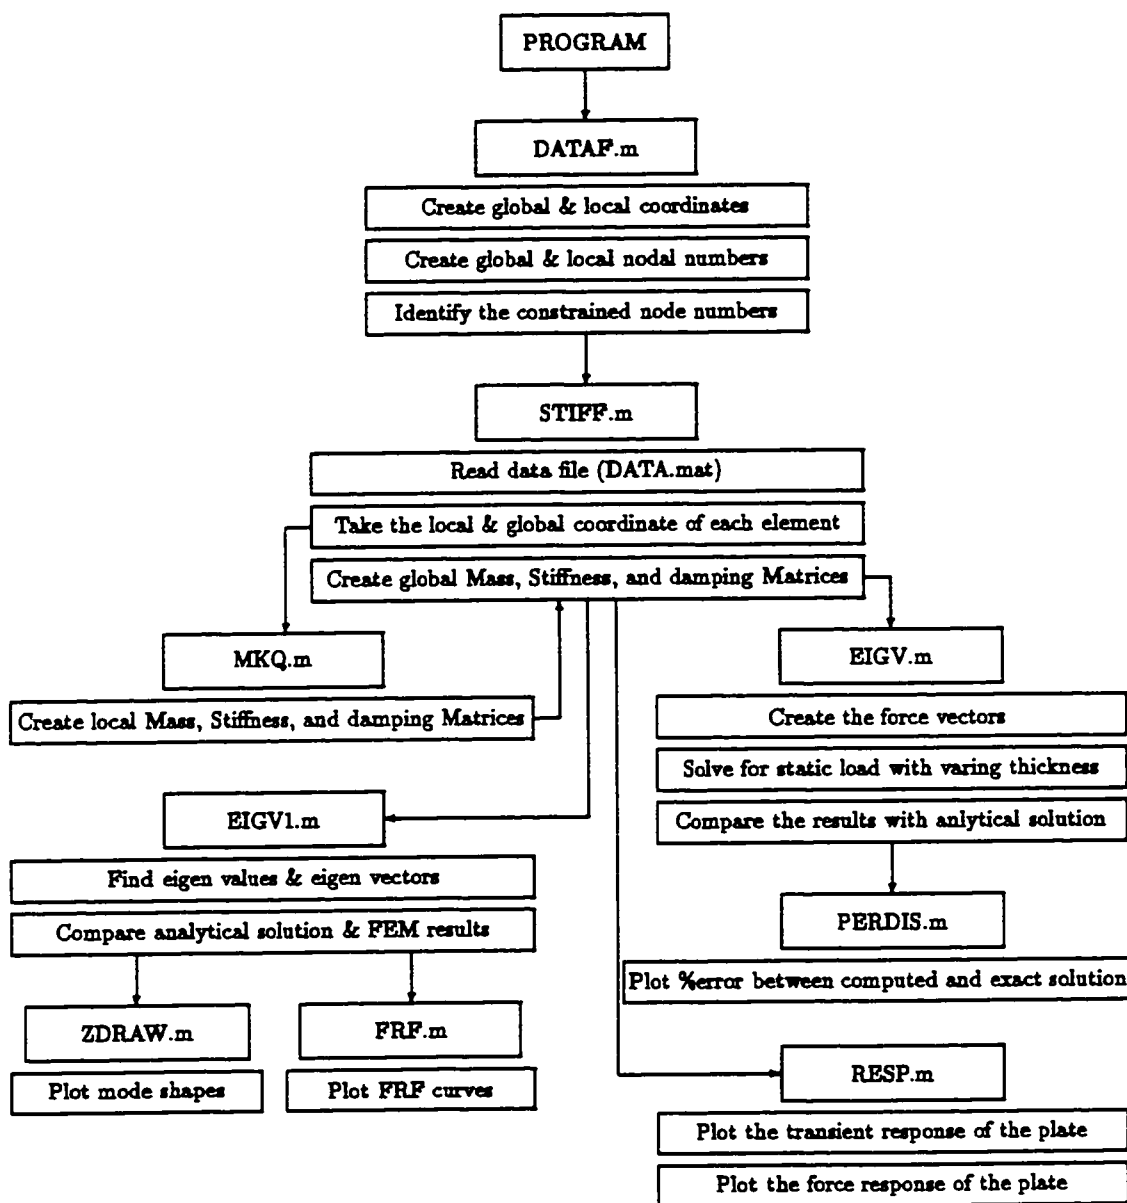 PROGRAM
DATAF.m
Create global & local coordinates
Create global & local nodal numbers
Identify the constrained node numbers
STIFF.m
Read data file (DATA.mat)
Take the local & global coordinate of each element
Create global Mass, Stiffness, and damping Matrices
MKQ.m
Create local Mass, Stiffness, and damping Matrices
EIGV1.m
Find eigen values & eigen vectors
Compare analytical solution & FEM results
ZDRAW.m
Plot mode shapes
FRF.m
Plot FRF curves
EIGV.m
Create the force vectors
Solve for static load with varing thickness
Compare the results with anlytical solution
PERDIS.m
Plot %error between computed and exact solution
RESP.m
Plot the transient response of the plate
Plot the force response of the plate